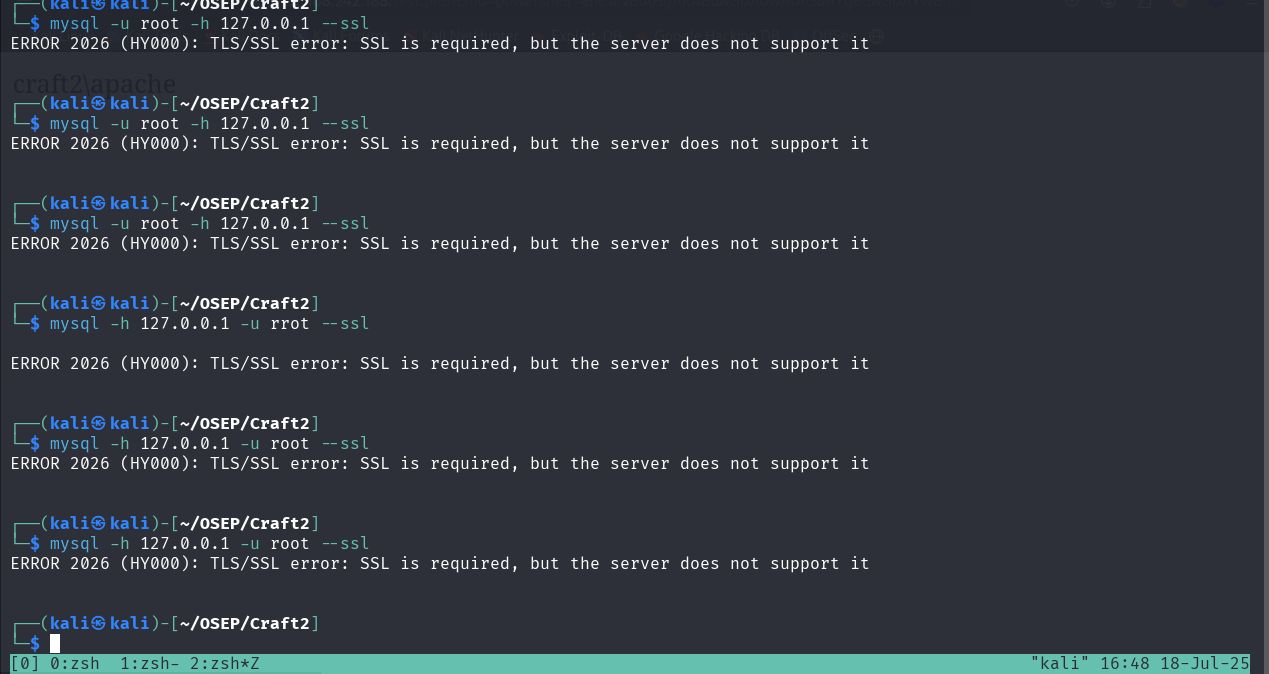 ┌──(kali㉿kali)-[~/OSEP/Craft2]
└─$ mysql -u root -h 127.0.0.1 --ssl
ERROR 2026 (HY000): TLS/SSL error: SSL is required, but the server does not support it
craft2\apache
┌──(kali㉿kali)-[~/OSEP/Craft2]
└─$ mysql -u root -h 127.0.0.1 --ssl
ERROR 2026 (HY000): TLS/SSL error: SSL is required, but the server does not support it
┌──(kali㉿kali)-[~/OSEP/Craft2]
└─$ mysql -u root -h 127.0.0.1 --ssl
ERROR 2026 (HY000): TLS/SSL error: SSL is required, but the server does not support it
┌──(kali㉿kali)-[~/OSEP/Craft2]
└─$ mysql -h 127.0.0.1 -u rrot --ssl
ERROR 2026 (HY000): TLS/SSL error: SSL is required, but the server does not support it
┌──(kali㉿kali)-[~/OSEP/Craft2]
└─$ mysql -h 127.0.0.1 -u root --ssl
ERROR 2026 (HY000): TLS/SSL error: SSL is required, but the server does not support it
┌──(kali㉿kali)-[~/OSEP/Craft2]
└─$ mysql -h 127.0.0.1 -u root --ssl
ERROR 2026 (HY000): TLS/SSL error: SSL is required, but the server does not support it
┌──(kali㉿kali)-[~/OSEP/Craft2]
└─$
[0] 0:zsh  1:zsh- 2:zsh*Z "kali" 16:48 18-Jul-25